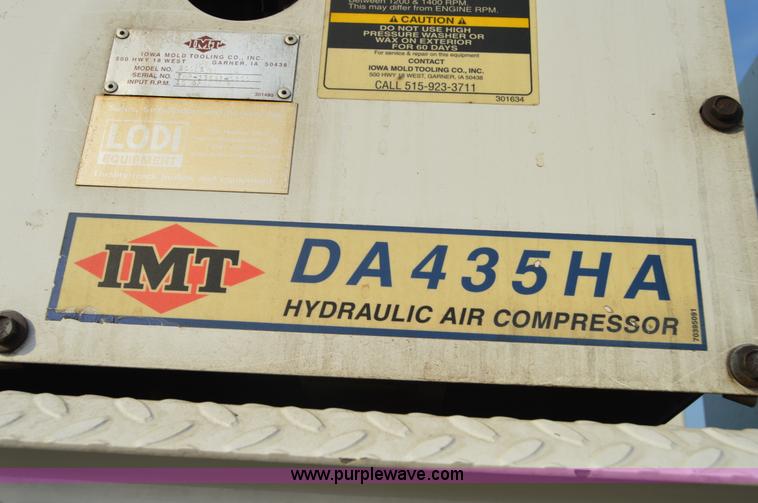 Between 1200 & 1400 RPM.
This may differ from ENGINE RPM.
CAUTION
DO NOT USE HIGH
PRESSURE WASHER OR
WAX ON EXTERIOR
FOR 60 DAYS
For service & repair on this equipment
CONTACT
IOWA MOLD TOOLING CO., INC.
500 HWY 18 WEST, GARNER, IA 50438
CALL 515-923-3711
301634
IMT
IOWA MOLD TOOLING CO., INC.
500 HWY 18 WEST GARNER, IA 50438
MODEL NO.
SERIAL NO.
INPUT R.P.M.
301490
LODI
EQUIPMENT
IMT
DA435HA
HYDRAULIC AIR COMPRESSOR
70395091
www.purplewave.com